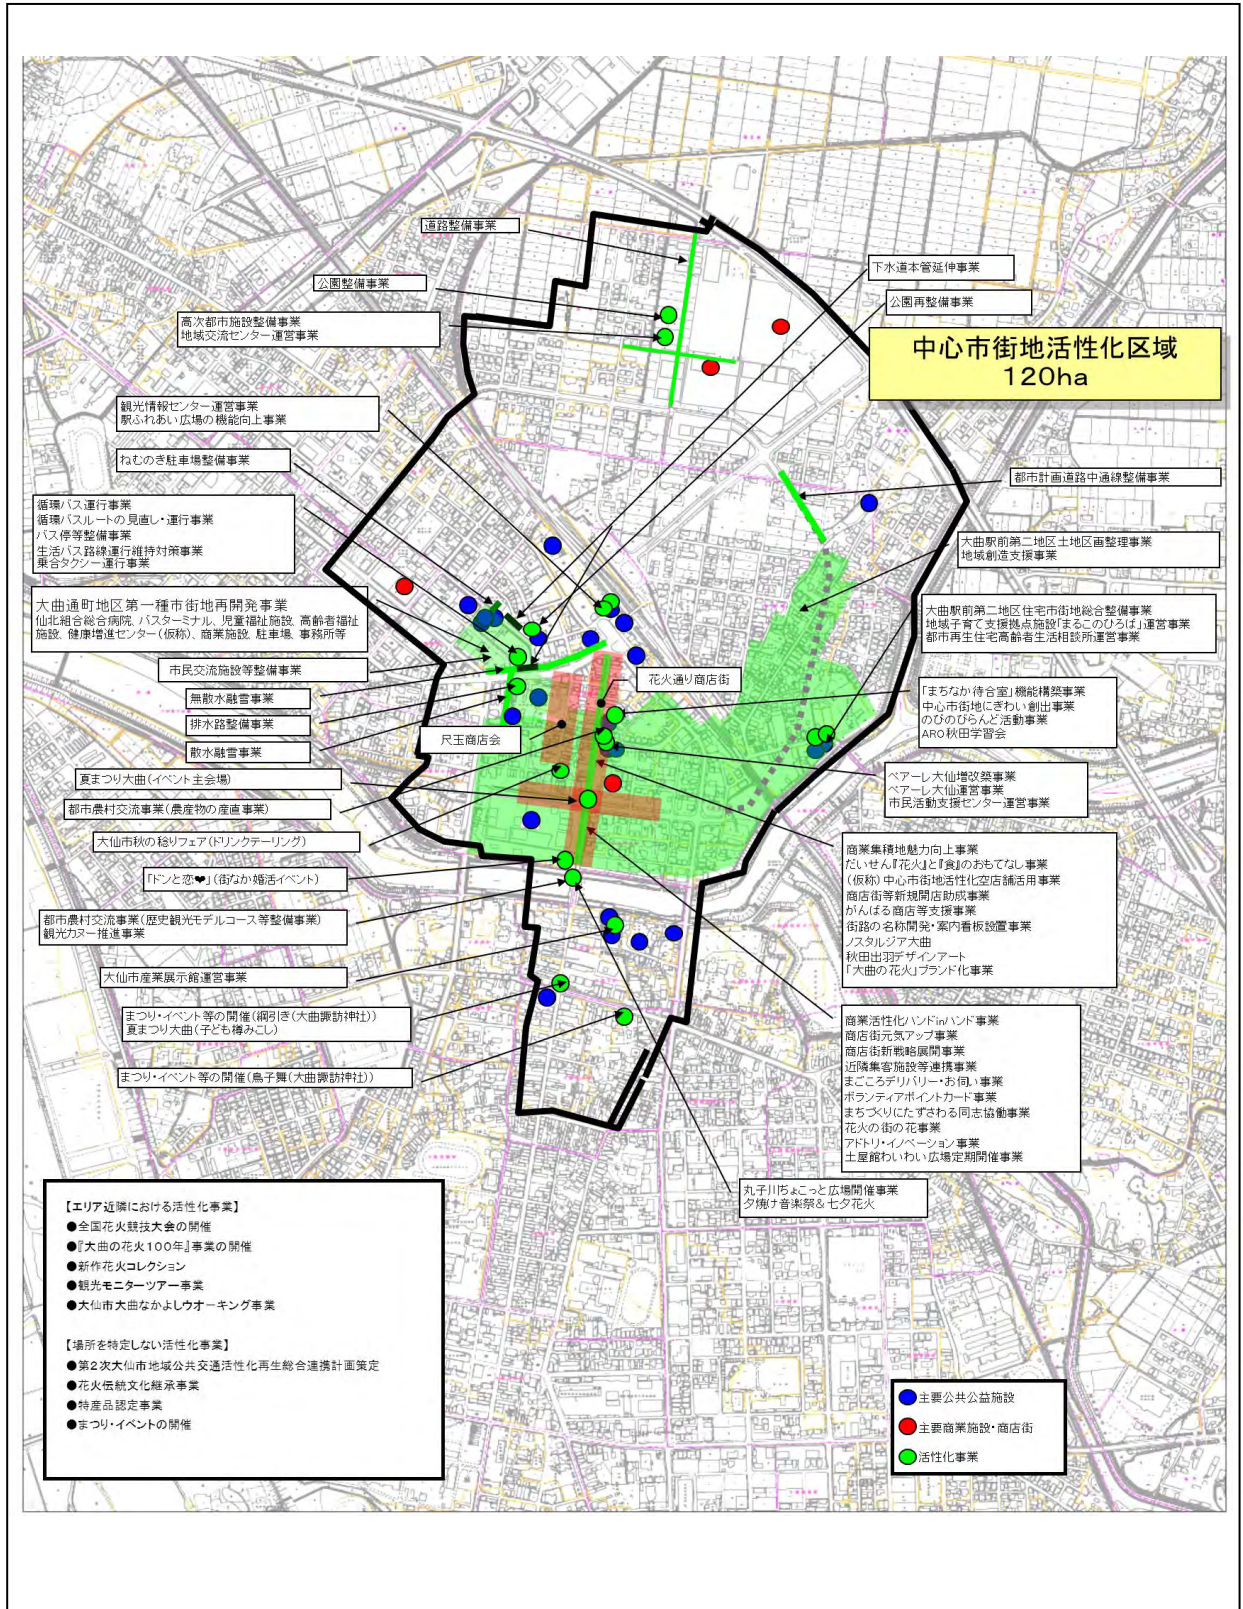 道路整備事業
下水道本管延伸事業
公園整備事業
公園再整備事業
高次都市施設整備事業
地域交流センター運営事業
中心市街地活性化区域
120ha
観光情報センター運営事業
駅ふれあい広場の機能向上事業
ねむのき駐車場整備事業
都市計画道路中通線整備事業
循環バス運行事業
循環バスルートの見直し・運行事業
バス停等整備事業
生活バス路線運行維持対策事業
乗合タクシー運行事業
大曲駅前第二地区土地区画整理事業
地域創造支援事業
大曲通町地区第一種市街地再開発事業
仙北組合総合病院、バスターミナル、児童福祉施設、高齢者福祉
施設、健康増進センター(仮称)、商業施設、駐車場、事務所等
大曲駅前第二地区住宅市街地総合整備事業
地域子育て支援拠点施設「まるこのひろば」運営事業
都市再生住宅高齢者生活相談所運営事業
市民交流施設等整備事業
花火通り商店街
無散水融雪事業
「まちなか待合室」機能構築事業
中心市街地にぎわい創出事業
のびのびらんど活動事業
ARO秋田学習会
排水路整備事業
尺玉商店会
散水融雪事業
夏まつり大曲(イベント主会場)
ペアーレ大仙増改築事業
ペアーレ大仙運営事業
市民活動支援センター運営事業
都市農村交流事業(農産物の産直事業)
大仙市秋の稔りフェア(ドリンクテーリング)
商業集積地魅力向上事業
だいせん『花火』と『食』のおもてなし事業
(仮称)中心市街地活性化空店舗活用事業
商店街等新規開店助成事業
がんばる商店等支援事業
街路の名称開発・案内看板設置事業
ノスタルジア大曲
秋田出羽デザインアート
「大曲の花火」ブランド化事業
「ドンと恋❤」(街なか婚活イベント)
都市農村交流事業(歴史観光モデルコース等整備事業)
観光カヌー推進事業
大仙市産業展示館運営事業
まつり・イベント等の開催(綱引き(大曲諏訪神社))
夏まつり大曲(子ども樽みこし)
商業活性化ハンドinハンド事業
商店街元気アップ事業
商店街新戦略展開事業
近隣集客施設等連携事業
まごころデリバリー・お伺い事業
ボランティアポイントカード事業
まちづくりにたずさわる同志協働事業
花火の街の花事業
アドトリ・イノベーション事業
土屋館わいわい広場定期開催事業
まつり・イベント等の開催(鳥子舞(大曲諏訪神社))
丸子川ちょこっと広場開催事業
夕焼け音楽祭&七夕花火
【エリア近隣における活性化事業】
●全国花火競技大会の開催
●『大曲の花火100年』事業の開催
●新作花火コレクション
●観光モニターツアー事業
●大仙市大曲なかよしウオーキング事業
【場所を特定しない活性化事業】
●第2次大仙市地域公共交通活性化再生総合連携計画策定
●花火伝統文化継承事業
●特産品認定事業
●まつり・イベントの開催
主要公共公益施設
主要商業施設・商店街
活性化事業